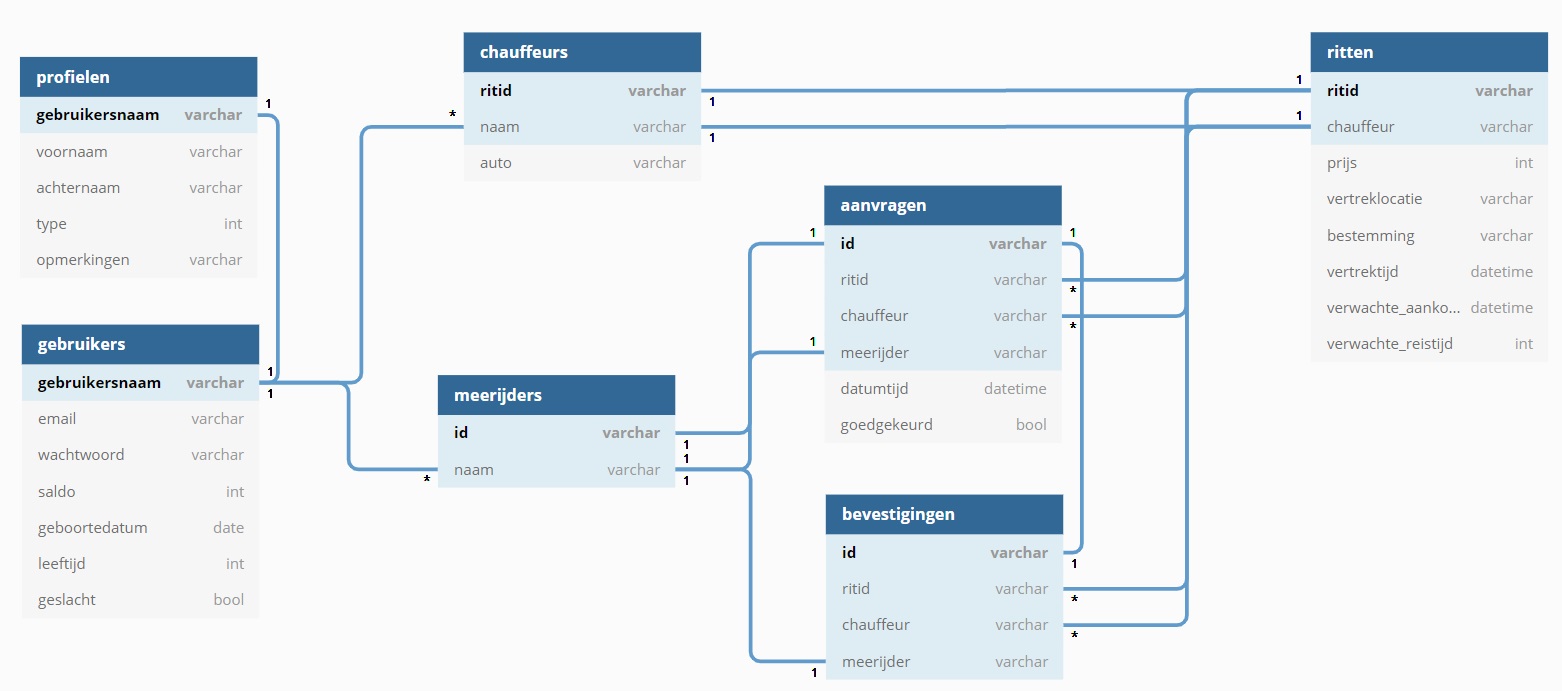 profielen
gebruikersnaam varchar
voornaam varchar
achternaam varchar
type int
opmerkingen varchar
1
gebruikers
gebruikersnaam varchar
email varchar
wachtwoord varchar
saldo int
geboortedatum date
leeftijd int
geslacht bool
1
1
chauffeurs
ritid varchar
naam varchar
auto varchar
*
1
1
meerijders
id varchar
naam varchar
*
1
1
1
aanvragen
id varchar
ritid varchar
chauffeur varchar
meerijder varchar
datumtijd datetime
goedgekeurd bool
1
1
1
*
*
bevestigingen
id varchar
ritid varchar
chauffeur varchar
meerijder varchar
1
*
*
1
ritten
ritid varchar
chauffeur varchar
prijs int
vertreklocatie varchar
bestemming varchar
vertrektijd datetime
verwachte_aanko... datetime
verwachte_reistijd int
1
1